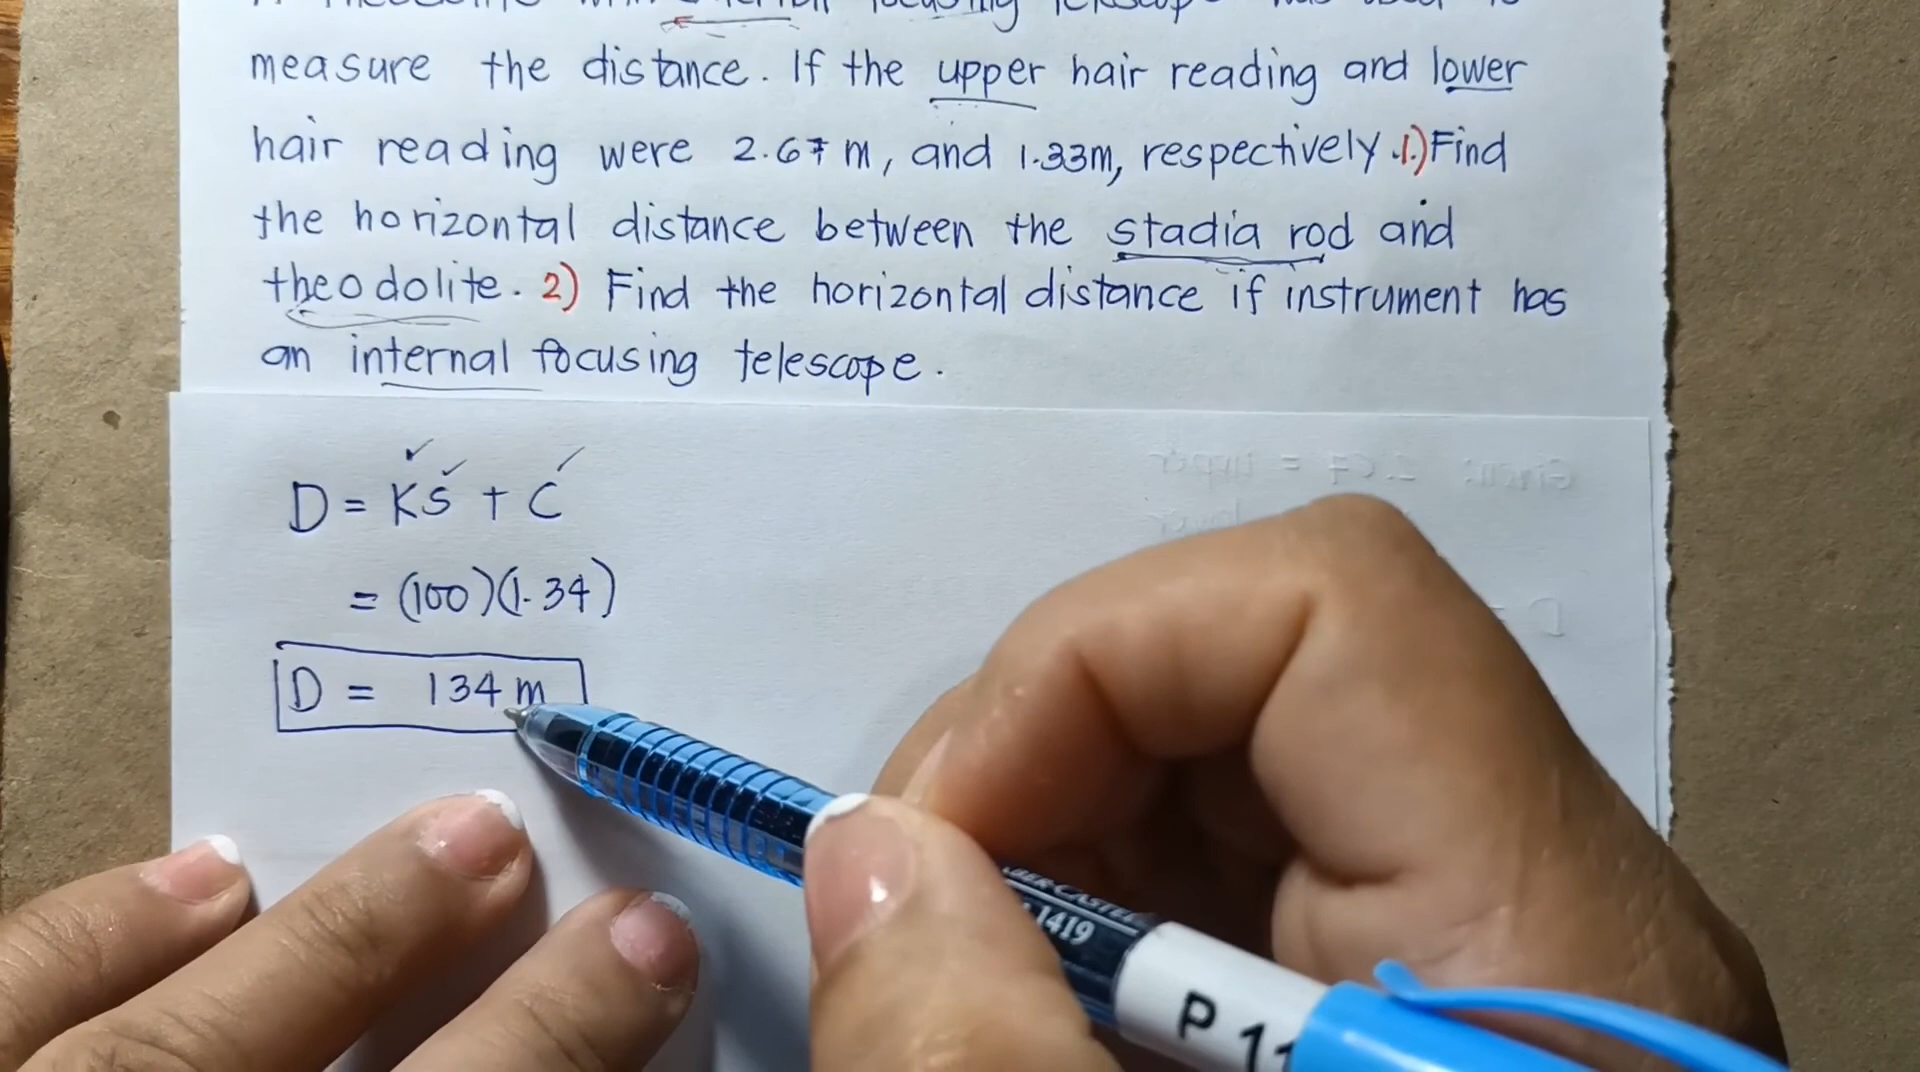 measure the distance. If the upper hair reading and lower
hair reading were 2.67 m, and 1.33m, respectively. 1.) Find
the horizontal distance between the stadia rod and
theodolite. 2) Find the horizontal distance if instrument has
an internal focusing telescope.
D = KS + C
= (100)(1.34)
D = 134 m
1419
P 11